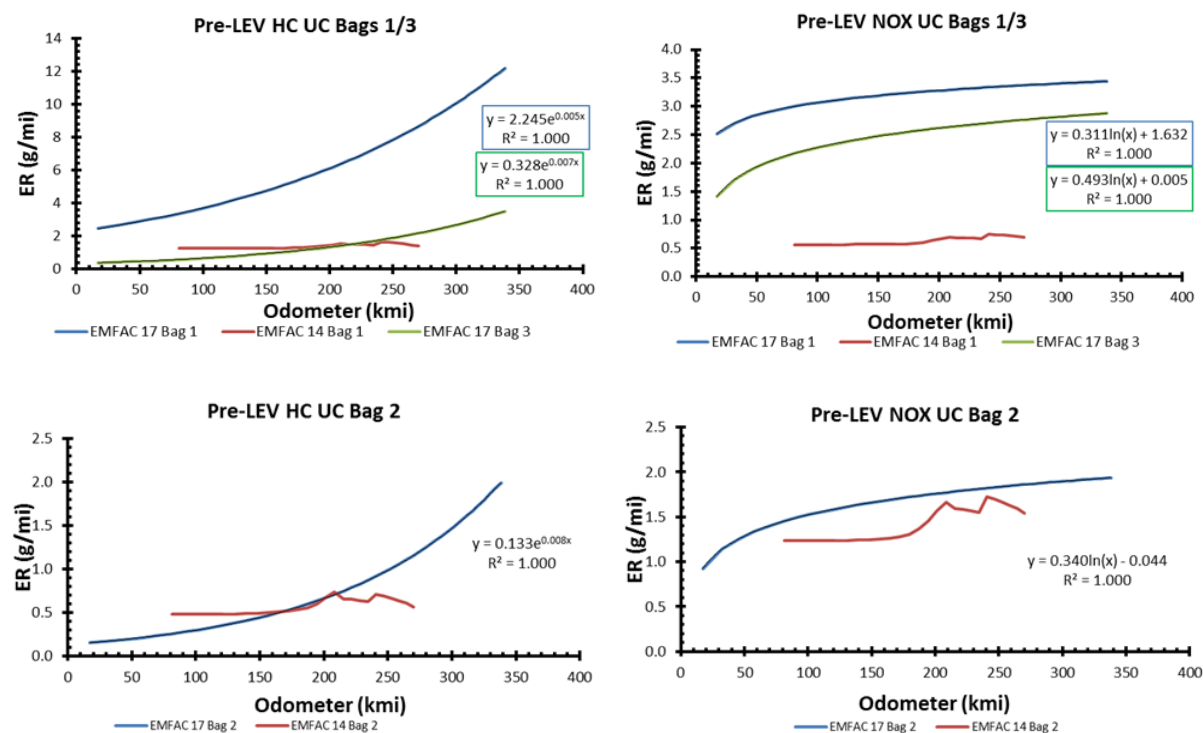 Pre-LEV HC UC Bags 1/3
14
12
10
8
6
4
2
0
ER (g/mi)
y = 2.245e^0.005x
R² = 1.000
y = 0.328e^0.007x
R² = 1.000
0 50 100 150 200 250 300 350 400
Odometer (kmi)
EMFAC 17 Bag 1 EMFAC 14 Bag 1 EMFAC 17 Bag 3
Pre-LEV NOX UC Bags 1/3
4.0
3.5
3.0
2.5
2.0
1.5
1.0
0.5
0.0
ER (g/mi)
y = 0.311ln(x) + 1.632
R² = 1.000
y = 0.493ln(x) + 0.005
R² = 1.000
0 50 100 150 200 250 300 350 400
Odometer (kmi)
EMFAC 17 Bag 1 EMFAC 14 Bag 1 EMFAC 17 Bag 3
Pre-LEV HC UC Bag 2
2.5
2.0
1.5
1.0
0.5
0.0
ER (g/mi)
y = 0.133e^0.008x
R² = 1.000
0 50 100 150 200 250 300 350 400
Odometer (kmi)
EMFAC 17 Bag 2 EMFAC 14 Bag 2
Pre-LEV NOX UC Bag 2
2.5
2.0
1.5
1.0
0.5
0.0
ER (g/mi)
y = 0.340ln(x) - 0.044
R² = 1.000
0 50 100 150 200 250 300 350 400
Odometer (kmi)
EMFAC 17 Bag 2 EMFAC 14 Bag 2